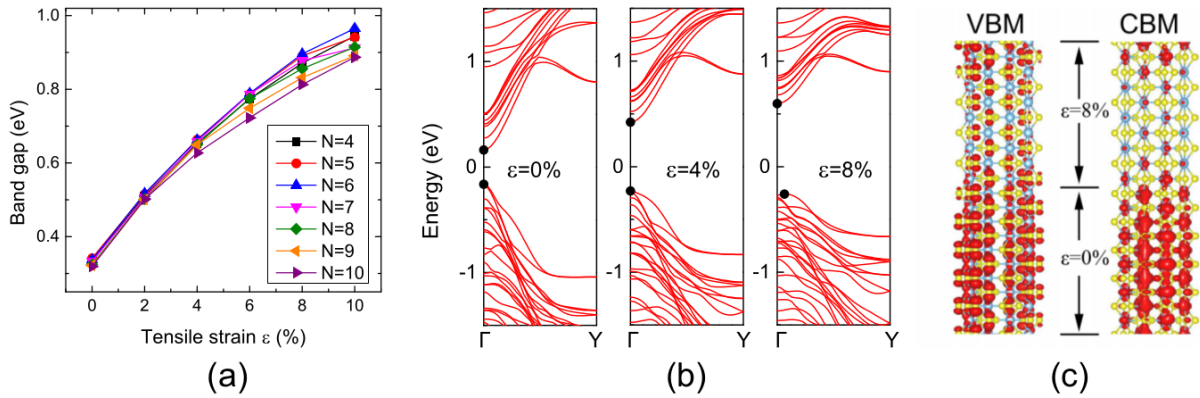 Band gap (eV)
1.0
0.8
0.6
0.4
0 2 4 6 8 10
Tensile strain ε (%)
N=4
N=5
N=6
N=7
N=8
N=9
N=10
(a)
Energy (eV)
1
0
-1
ε=0%
Γ Y
1
0
-1
ε=4%
Γ Y
1
0
-1
ε=8%
Γ Y
(b)
VBM CBM
ε=8%
ε=0%
(c)